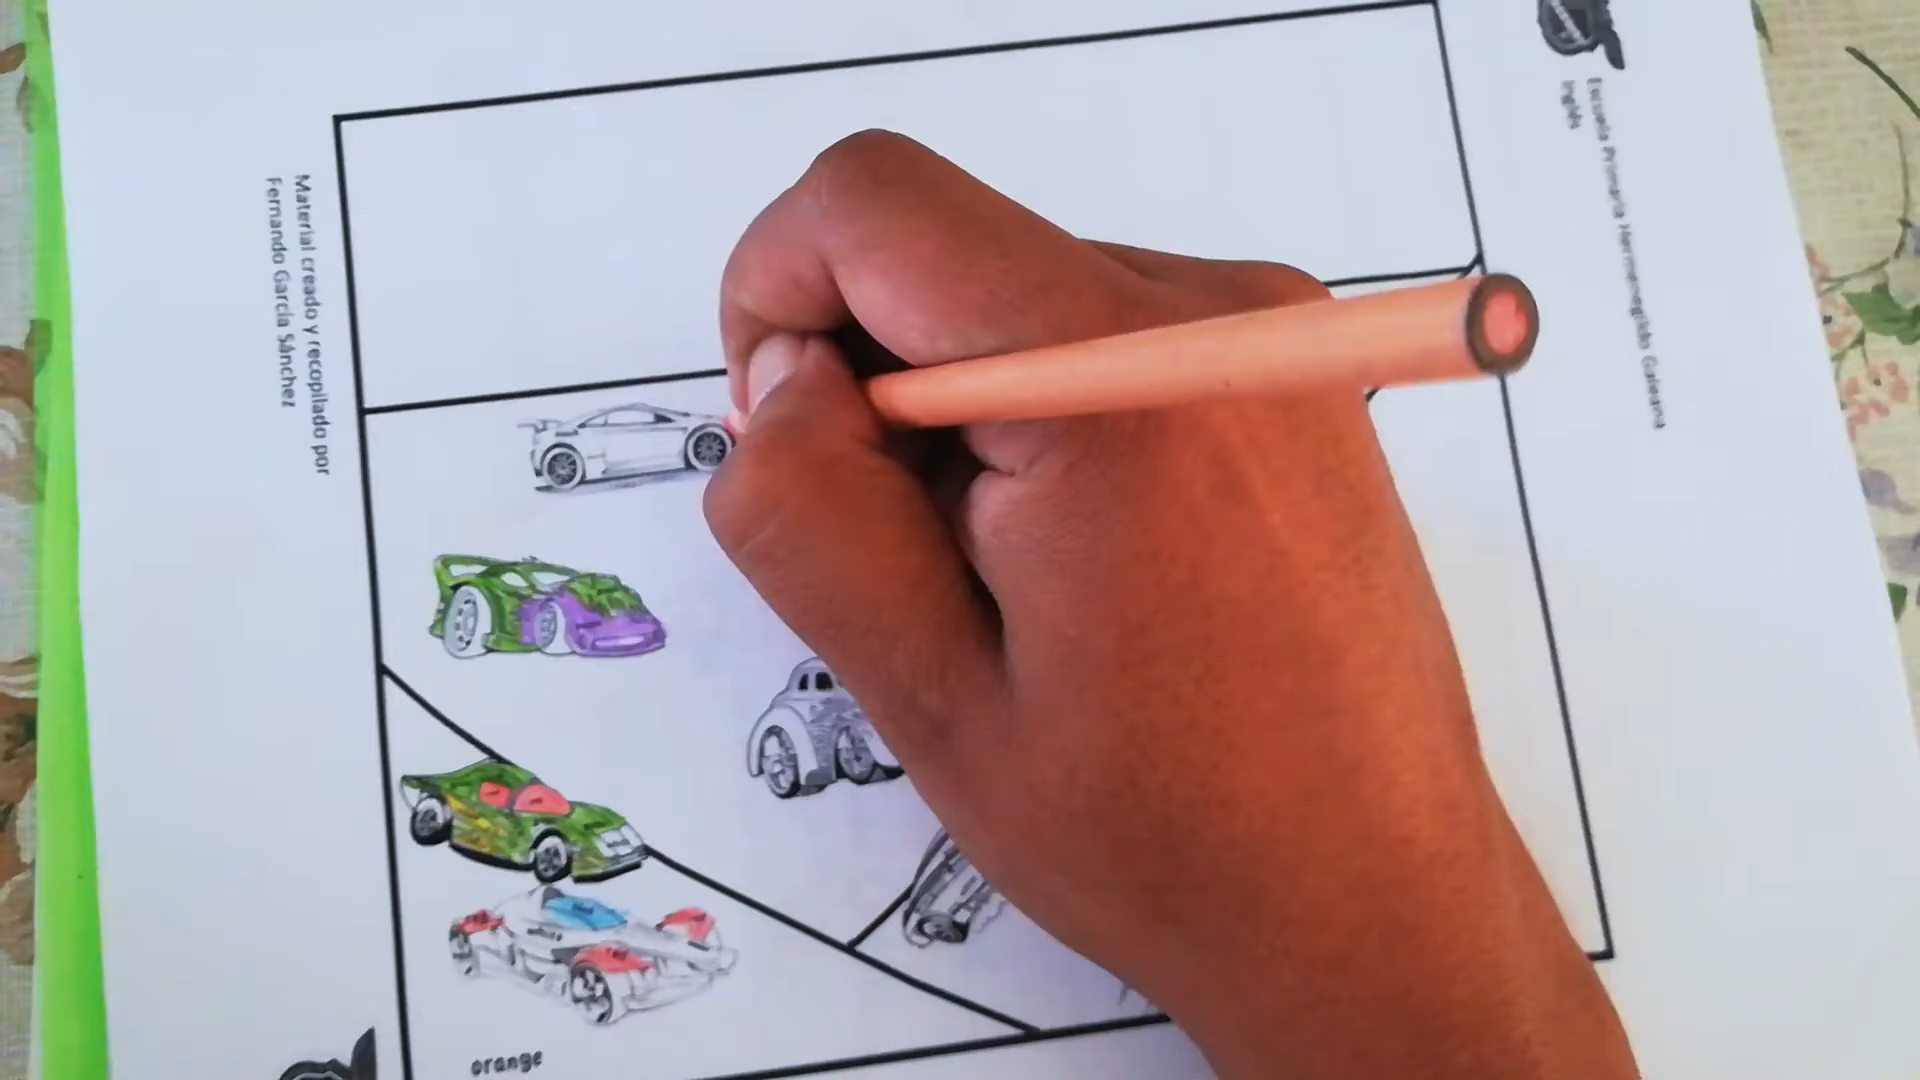 Escuela Primaria Hermenegildo Galeana
Inglés
Material creado y recopilado por
Fernando García Sánchez
orange